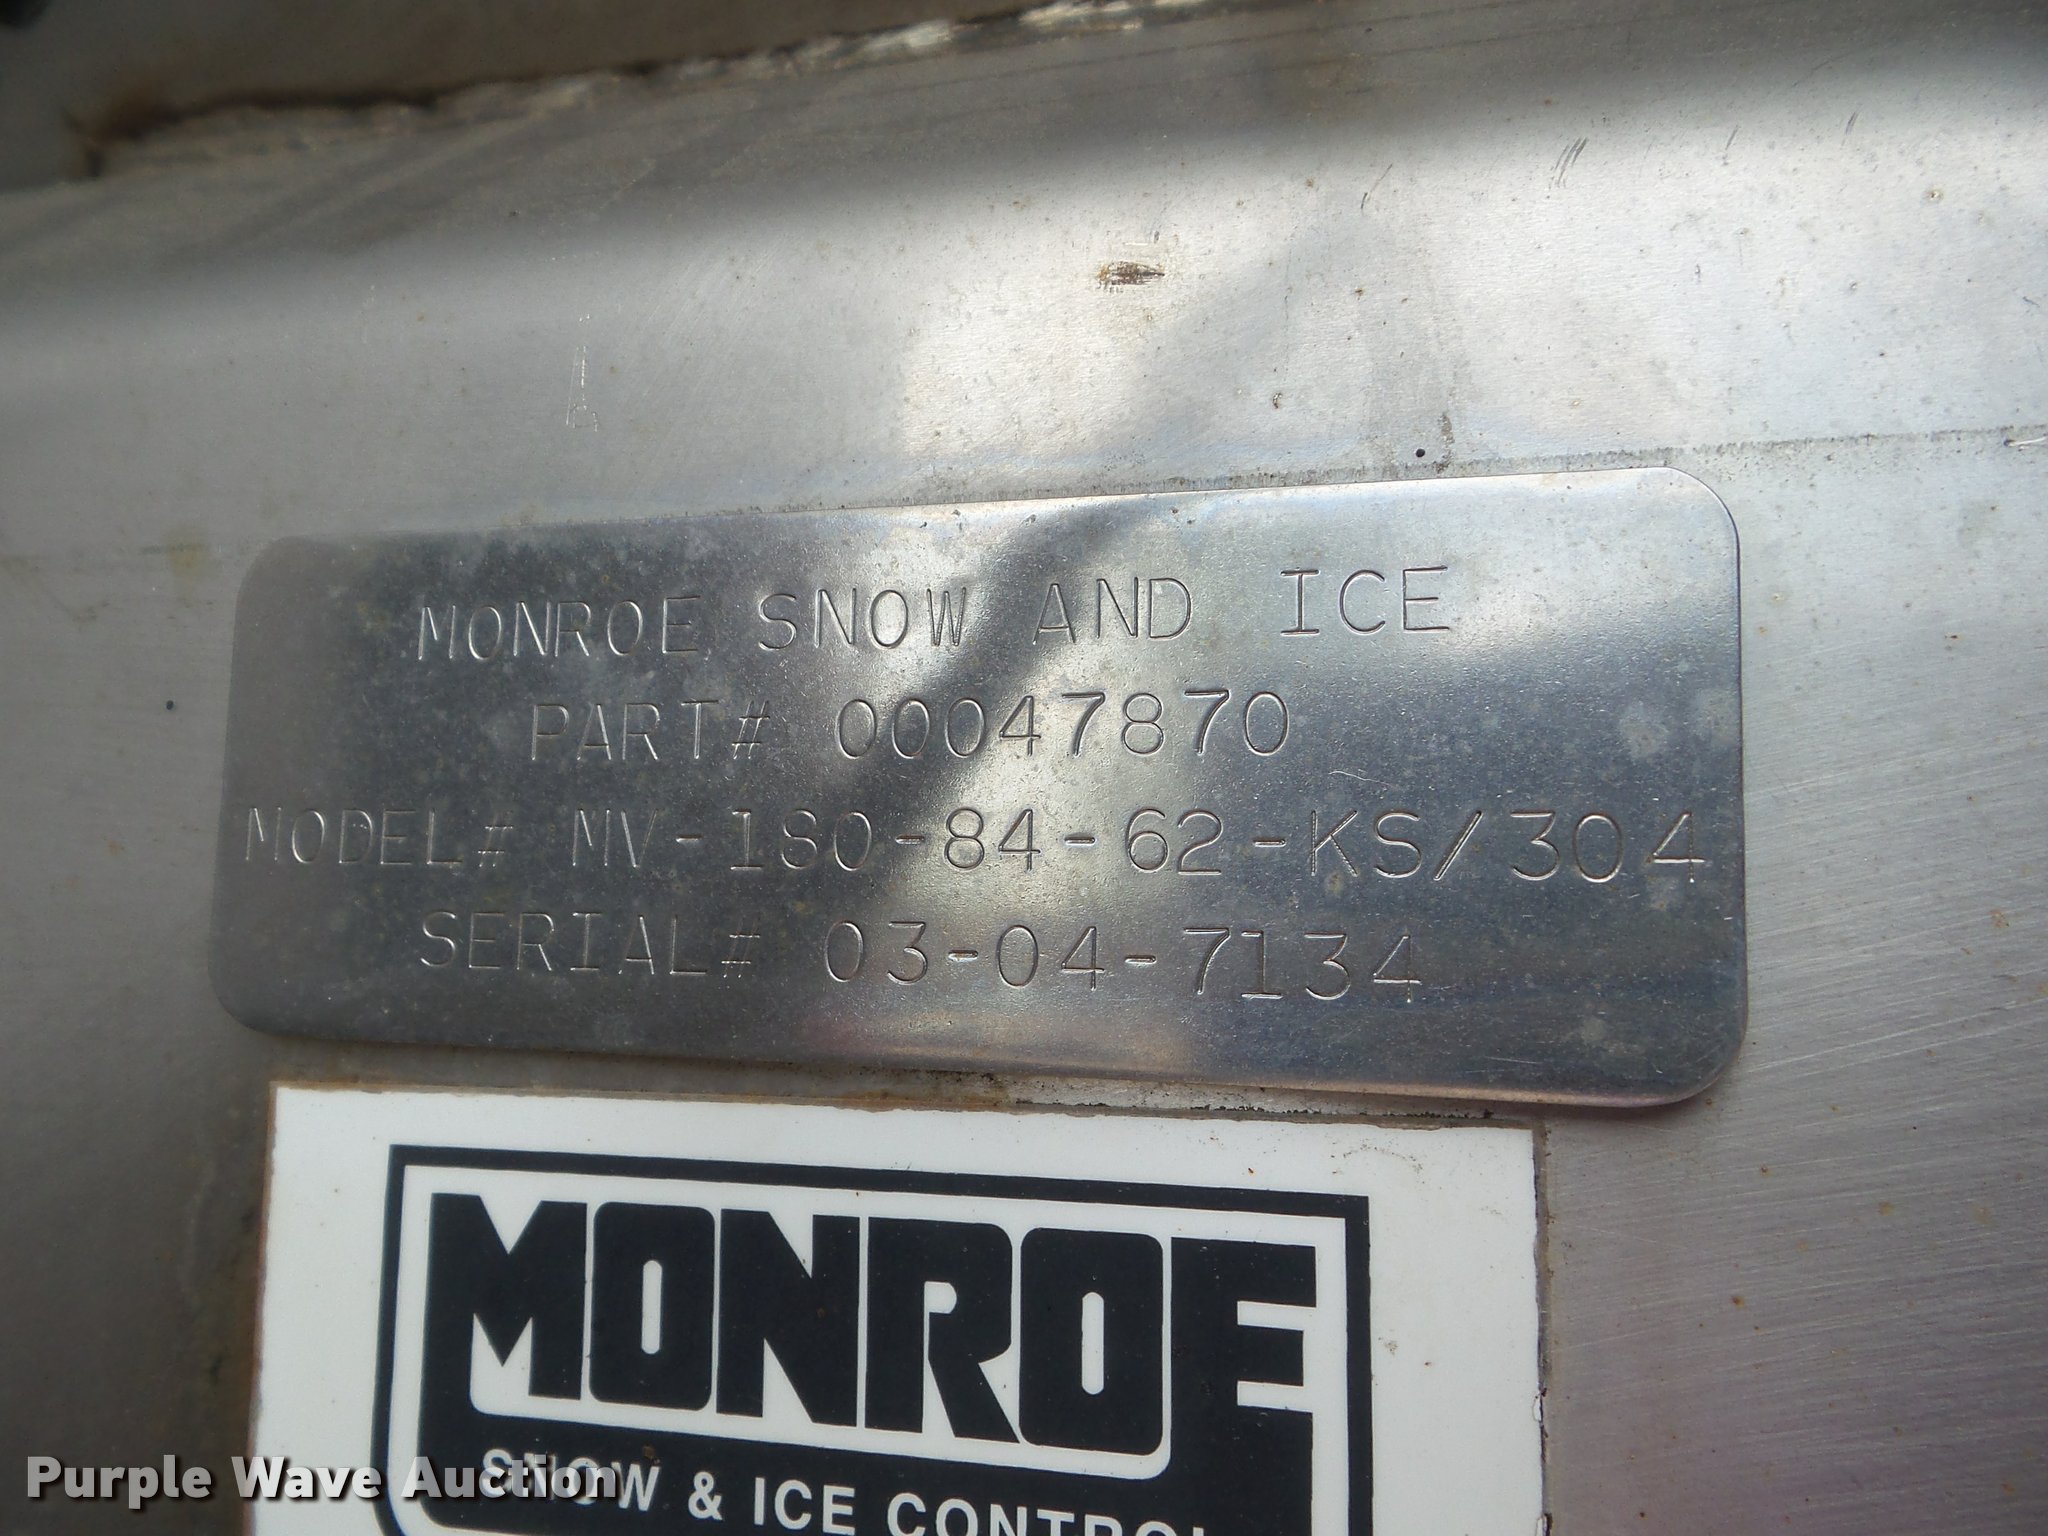 MONROE SNOW AND ICE
PART# 00047870
MODEL# MV-180-84-62-KS/304
SERIAL# 03-04-7134
MONROE
SNOW & ICE CONTROL
Purple Wave Auction